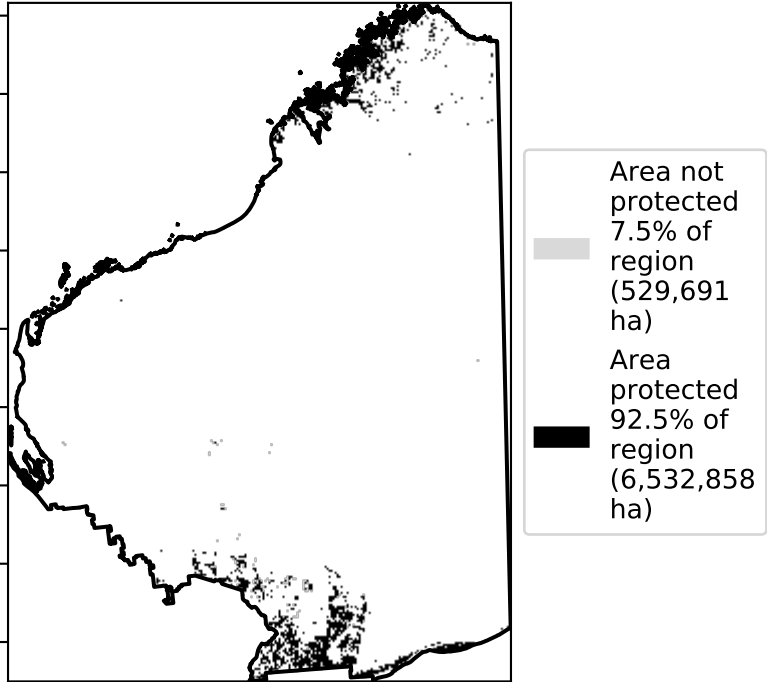 Area not
protected
7.5% of
region
(529,691
ha)
Area
protected
92.5% of
region
(6,532,858
ha)